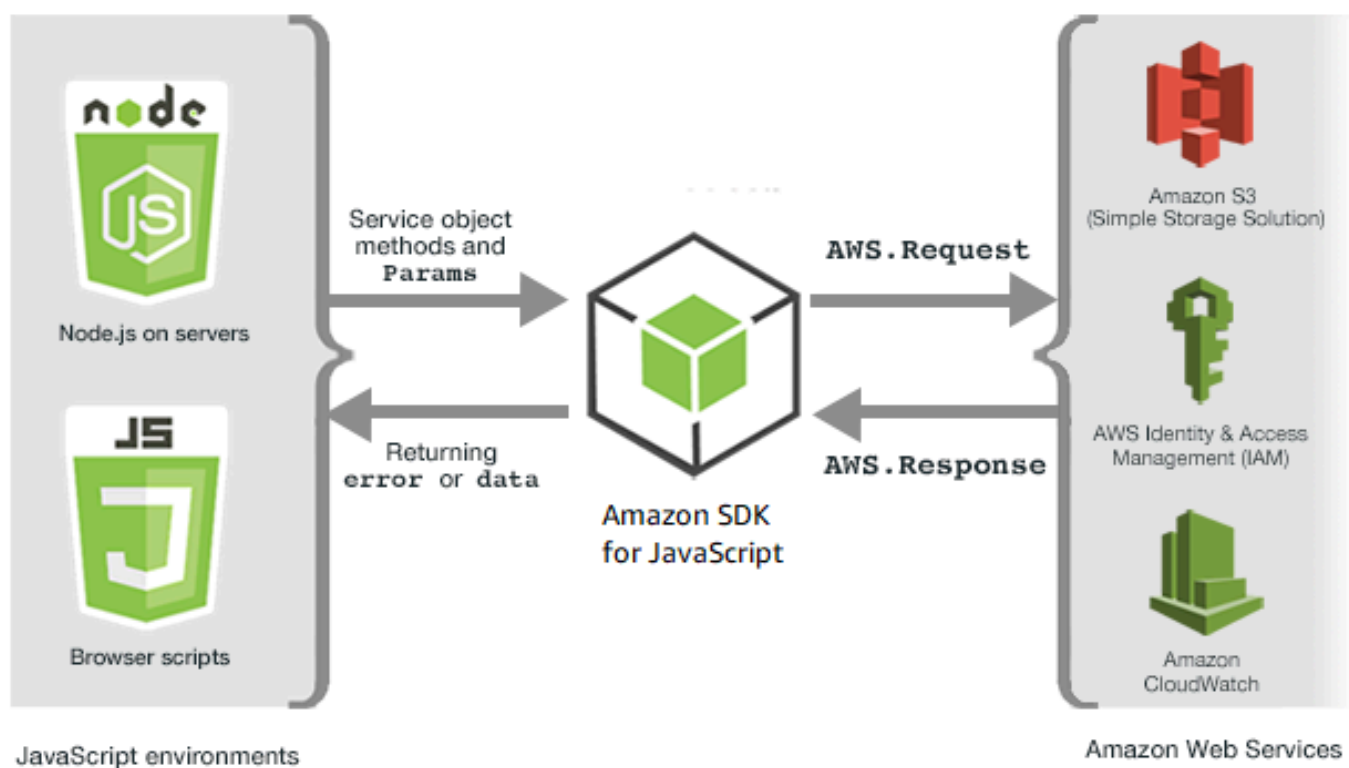 node
JS
Node.js on servers
JS
Browser scripts
JavaScript environments
Service object
methods and
Params
Returning
error or data
Amazon SDK
for JavaScript
AWS.Request
AWS.Response
Amazon S3
(Simple Storage Solution)
AWS Identity & Access
Management (IAM)
Amazon
CloudWatch
Amazon Web Services